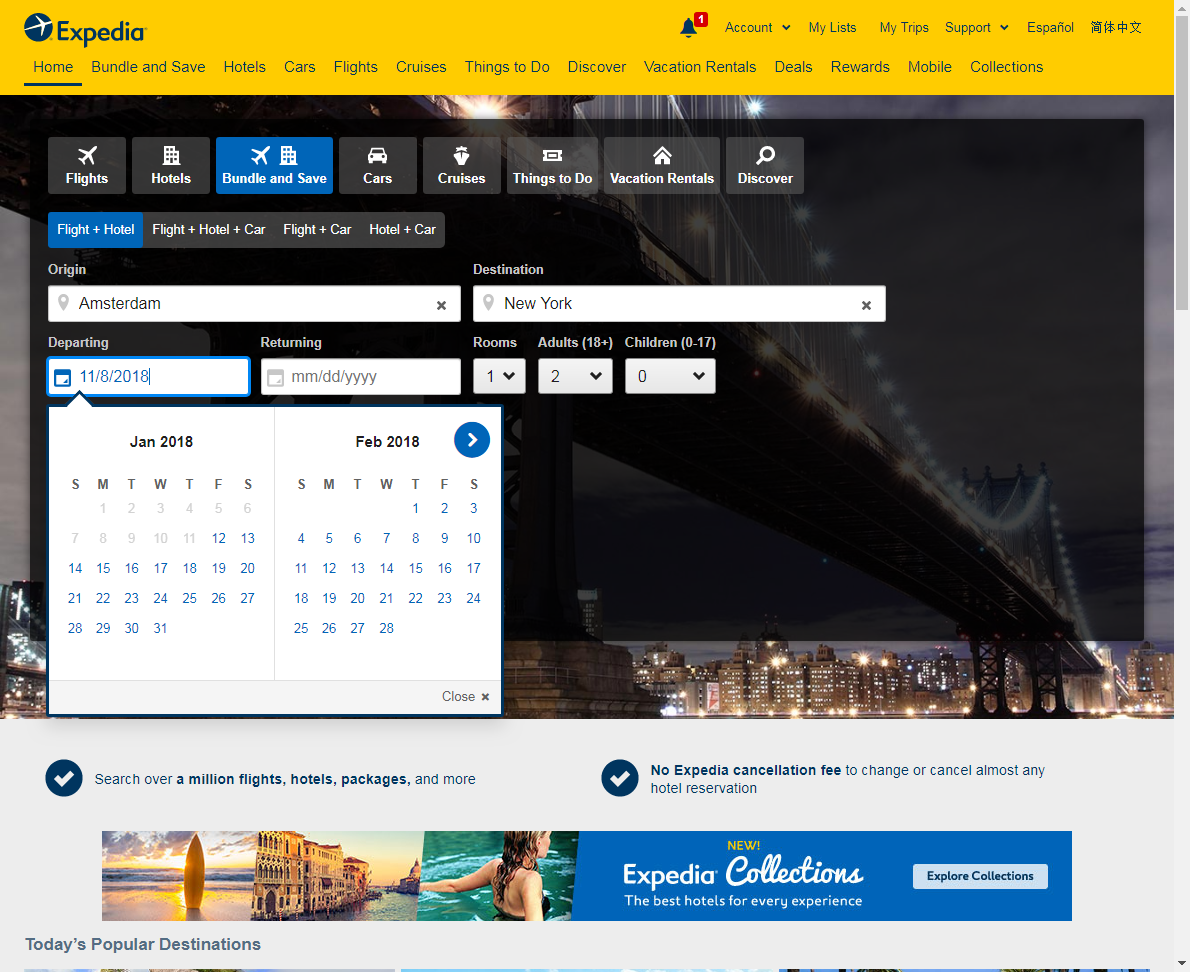 Expedia
1
Account My Lists My Trips Support Español 简体中文
Home Bundle and Save Hotels Cars Flights Cruises Things to Do Discover Vacation Rentals Deals Rewards Mobile Collections
Flights Hotels Bundle and Save Cars Cruises Things to Do Vacation Rentals Discover
Flight + Hotel Flight + Hotel + Car Flight + Car Hotel + Car
Origin Destination
Amsterdam × New York ×
Departing Returning Rooms Adults (18+) Children (0-17)
11/8/2018 mm/dd/yyyy 1 2 0
Jan 2018 Feb 2018
S M T W T F S S M T W T F S
1 2 3 4 5 6 1 2 3
7 8 9 10 11 12 13 4 5 6 7 8 9 10
14 15 16 17 18 19 20 11 12 13 14 15 16 17
21 22 23 24 25 26 27 18 19 20 21 22 23 24
28 29 30 31 25 26 27 28
Close ×
Search over a million flights, hotels, packages, and more
No Expedia cancellation fee to change or cancel almost any
hotel reservation
NEW!
Expedia Collections
The best hotels for every experience
Explore Collections
Today's Popular Destinations